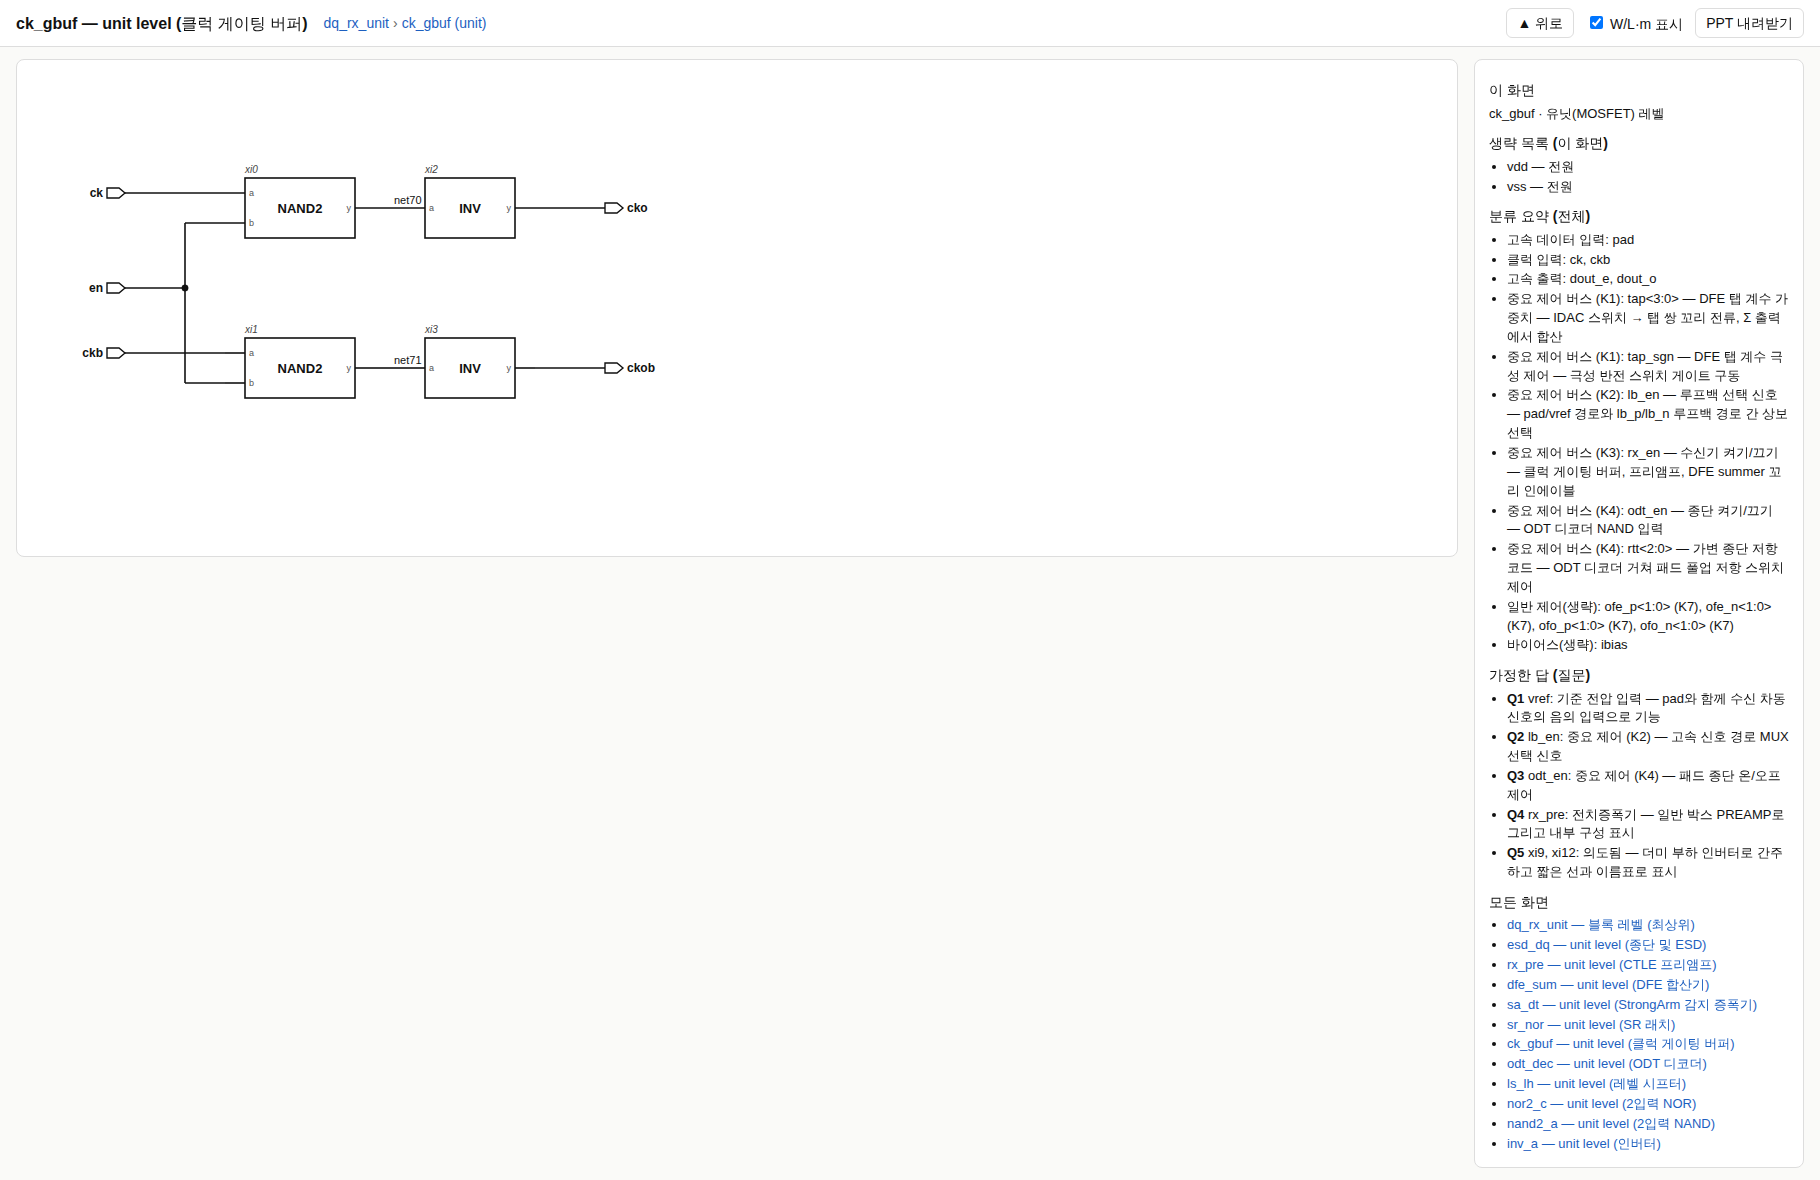 ck_gbuf — unit level (클럭 게이팅 버퍼)
dq_rx_unit › ck_gbuf (unit)
▲ 위로
W/L·m 표시
PPT 내려받기
xi0
xi2
ck
a
NAND2
y
net70
a
INV
y
cko
b
en
xi1
xi3
ckb
a
NAND2
y
net71
a
INV
y
ckob
b
이 화면
ck_gbuf · 유닛(MOSFET) 레벨
생략 목록 (이 화면)
• vdd — 전원
• vss — 전원
분류 요약 (전체)
• 고속 데이터 입력: pad
• 클럭 입력: ck, ckb
• 고속 출력: dout_e, dout_o
• 중요 제어 버스 (K1): tap<3:0> — DFE 탭 계수 가
중치 — IDAC 스위치 → 탭 쌍 꼬리 전류, Σ 출력
에서 합산
• 중요 제어 버스 (K1): tap_sgn — DFE 탭 계수 극
성 제어 — 극성 반전 스위치 게이트 구동
• 중요 제어 버스 (K2): lb_en — 루프백 선택 신호
— pad/vref 경로와 lb_p/lb_n 루프백 경로 간 상보
선택
• 중요 제어 버스 (K3): rx_en — 수신기 켜기/끄기
— 클럭 게이팅 버퍼, 프리앰프, DFE summer 꼬
리 인에이블
• 중요 제어 버스 (K4): odt_en — 종단 켜기/끄기
— ODT 디코더 NAND 입력
• 중요 제어 버스 (K4): rtt<2:0> — 가변 종단 저항
코드 — ODT 디코더 거쳐 패드 풀업 저항 스위치
제어
• 일반 제어(생략): ofe_p<1:0> (K7), ofe_n<1:0>
(K7), ofo_p<1:0> (K7), ofo_n<1:0> (K7)
• 바이어스(생략): ibias
가정한 답 (질문)
• Q1 vref: 기준 전압 입력 — pad와 함께 수신 차동
신호의 음의 입력으로 기능
• Q2 lb_en: 중요 제어 (K2) — 고속 신호 경로 MUX
선택 신호
• Q3 odt_en: 중요 제어 (K4) — 패드 종단 온/오프
제어
• Q4 rx_pre: 전치증폭기 — 일반 박스 PREAMP로
그리고 내부 구성 표시
• Q5 xi9, xi12: 의도됨 — 더미 부하 인버터로 간주
하고 짧은 선과 이름표로 표시
모든 화면
• dq_rx_unit — 블록 레벨 (최상위)
• esd_dq — unit level (종단 및 ESD)
• rx_pre — unit level (CTLE 프리앰프)
• dfe_sum — unit level (DFE 합산기)
• sa_dt — unit level (StrongArm 감지 증폭기)
• sr_nor — unit level (SR 래치)
• ck_gbuf — unit level (클럭 게이팅 버퍼)
• odt_dec — unit level (ODT 디코더)
• ls_lh — unit level (레벨 시프터)
• nor2_c — unit level (2입력 NOR)
• nand2_a — unit level (2입력 NAND)
• inv_a — unit level (인버터)